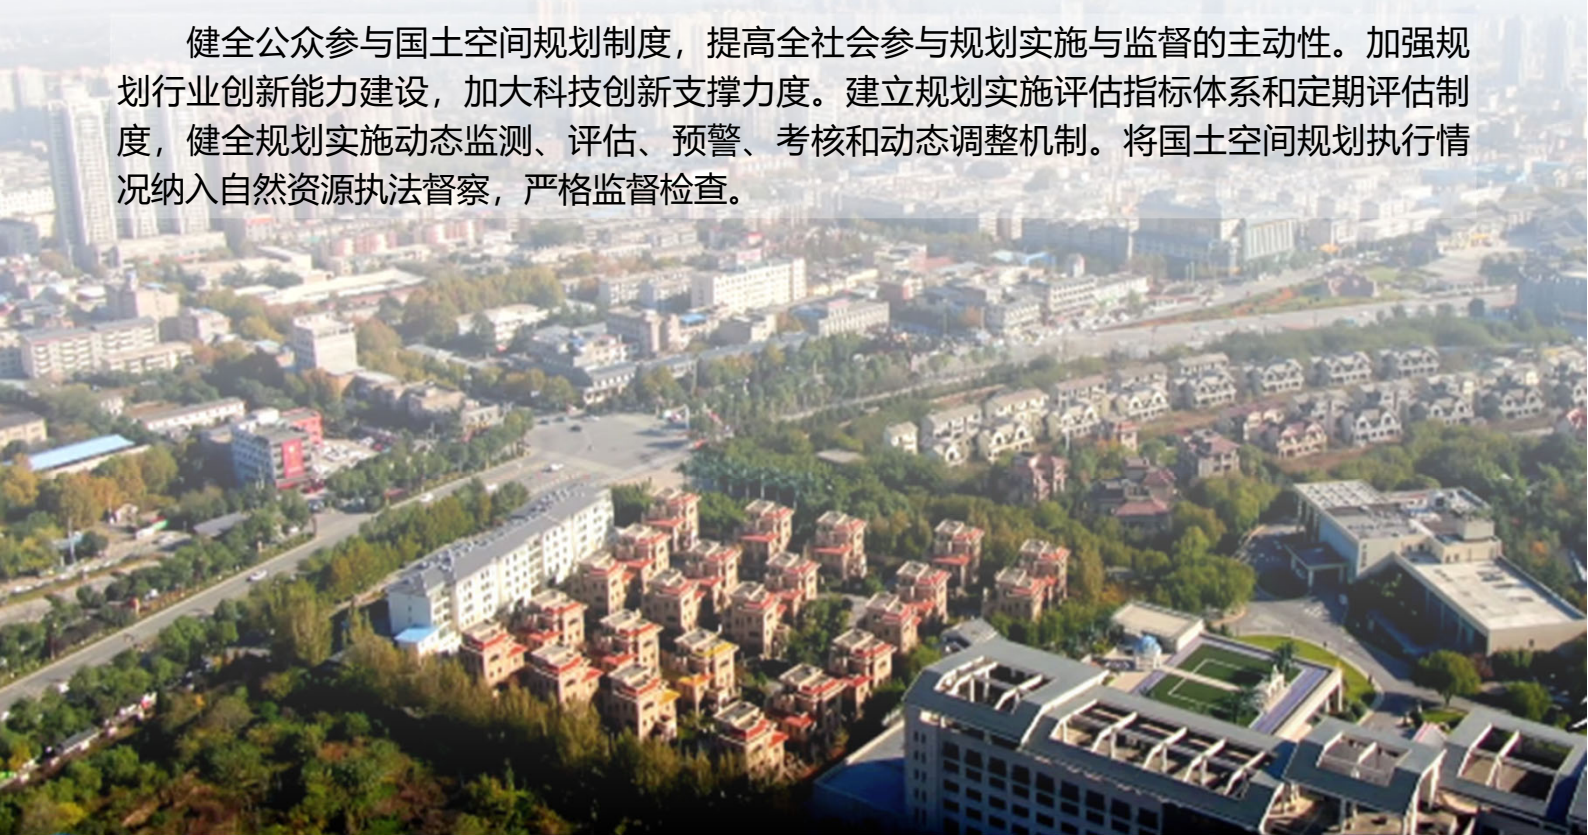 健全公众参与国土空间规划制度，提高全社会参与规划实施与监督的主动性。加强规
划行业创新能力建设，加大科技创新支撑力度。建立规划实施评估指标体系和定期评估制
度，健全规划实施动态监测、评估、预警、考核和动态调整机制。将国土空间规划执行情
况纳入自然资源执法督察，严格监督检查。